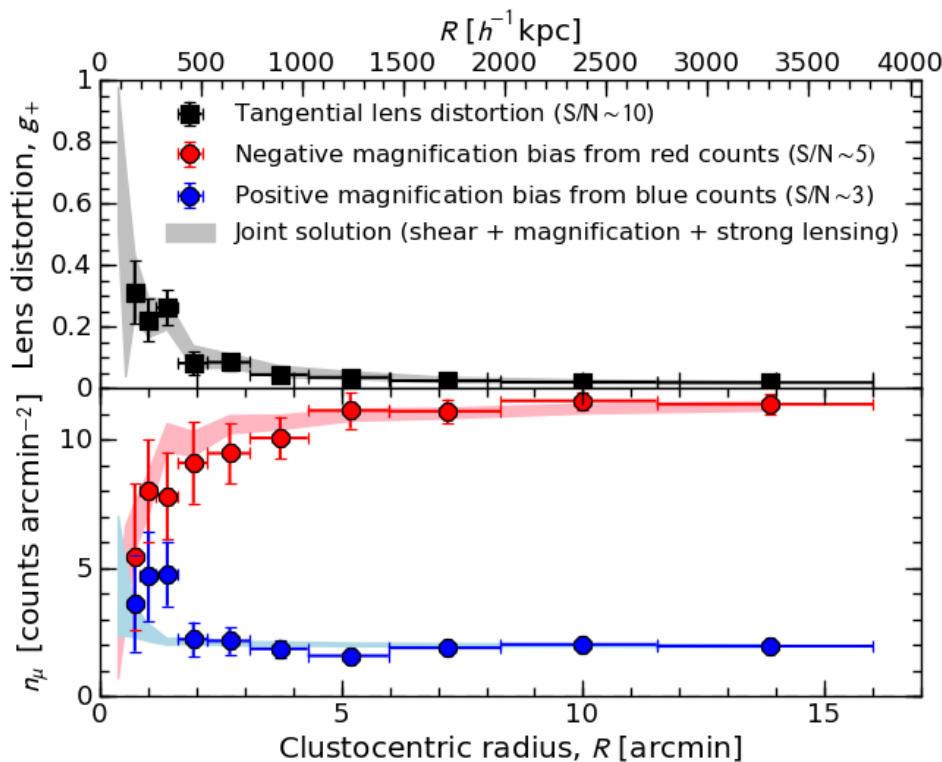 R [h⁻¹ kpc]
0 500 1000 1500 2000 2500 3000 3500 4000
Lens distortion, g₊
1
0.8
0.6
0.4
0.2
0
Tangential lens distortion (S/N ~ 10)
Negative magnification bias from red counts (S/N ~ 5)
Positive magnification bias from blue counts (S/N ~ 3)
Joint solution (shear + magnification + strong lensing)
nμ [counts arcmin⁻²]
10
5
0
0 5 10 15
Clustocentric radius, R [arcmin]